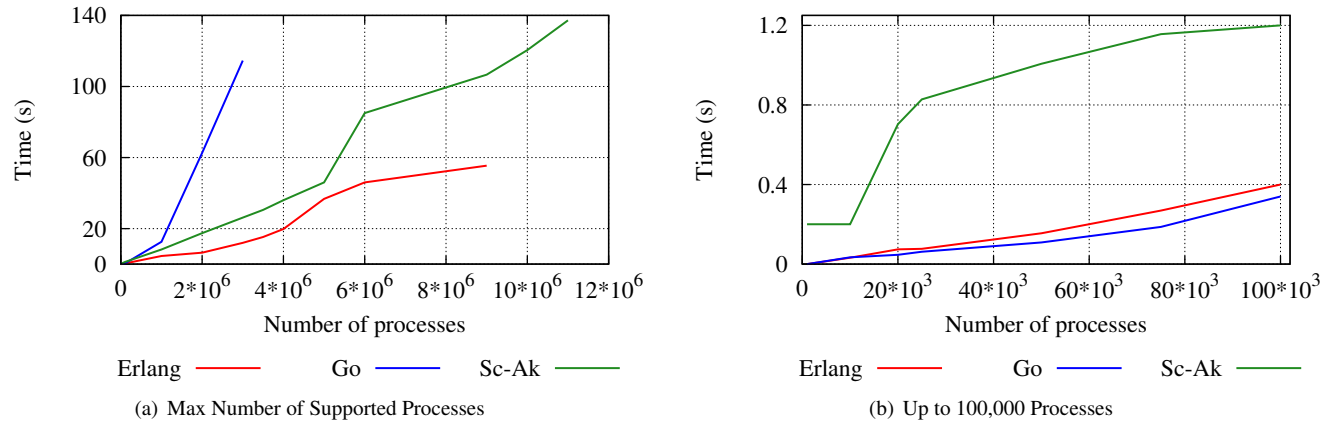 140
100
60
20
0
Time (s)
0 2*10^6 4*10^6 6*10^6 8*10^6 10*10^6 12*10^6
Number of processes
Erlang Go Sc-Ak
(a) Max Number of Supported Processes
1.2
0.8
0.4
0
Time (s)
0 20*10^3 40*10^3 60*10^3 80*10^3 100*10^3
Number of processes
Erlang Go Sc-Ak
(b) Up to 100,000 Processes